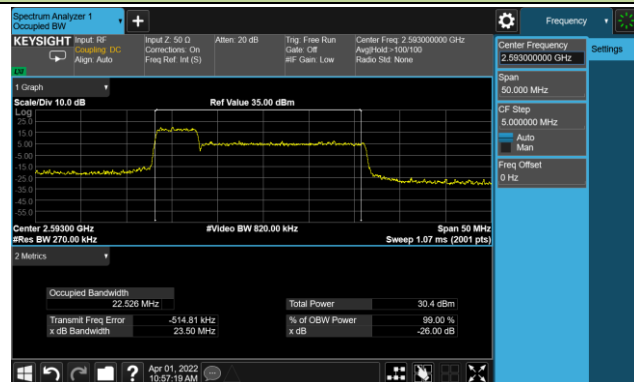 Spectrum Analyzer 1
Occupied BW
Frequency
KEYSIGHT
Input: RF
Coupling: DC
Align: Auto
Input Z: 50 Ω
Corrections: On
Freq Ref: Int (S)
Atten: 20 dB
Trig: Free Run
Gate: Off
#IF Gain: Low
Center Freq: 2.593000000 GHz
Avg|Hold:>100/100
Radio Std: None
Center Frequency
2.593000000 GHz
Settings
Span
50.000 MHz
CF Step
5.000000 MHz
Auto
Man
Freq Offset
0 Hz
1 Graph
Scale/Div 10.0 dB
Ref Value 35.00 dBm
Log
25.0
15.0
5.00
-5.00
-15.0
-25.0
-35.0
-45.0
-55.0
Center 2.59300 GHz
#Video BW 820.00 kHz
Span 50 MHz
#Res BW 270.00 kHz
Sweep 1.07 ms (2001 pts)
2 Metrics
Occupied Bandwidth
22.526 MHz
Total Power 30.4 dBm
Transmit Freq Error -514.81 kHz
% of OBW Power 99.00 %
x dB Bandwidth 23.50 MHz
x dB -26.00 dB
?
Apr 01, 2022
10:57:19 AM